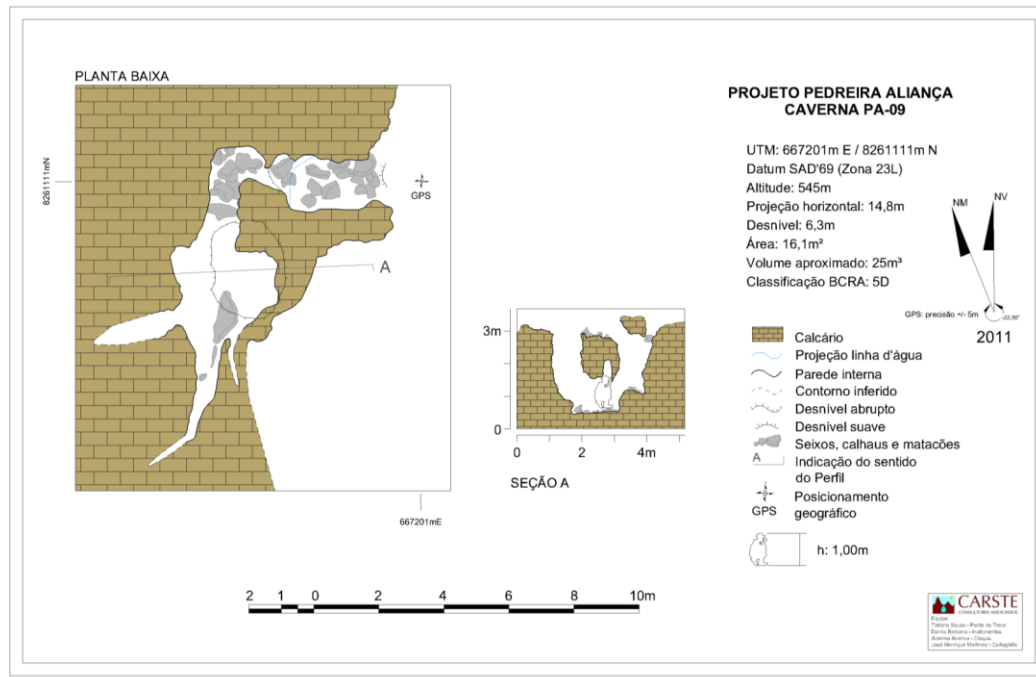 PLANTA BAIXA
8261111mN
GPS
A
667201mE
3m
0
0
2
4m
SEÇÃO A
PROJETO PEDREIRA ALIANÇA
CAVERNA PA-09
UTM: 667201m E / 8261111m N
Datum SAD'69 (Zona 23L)
Altitude: 545m
Projeção horizontal: 14,8m
Desnível: 6,3m
Área: 16,1m²
Volume aproximado: 25m³
Classificação BCRA: 5D
NM
NV
GPS: precisão +/- 5m
2011
Calcário
Projeção linha d'água
Parede interna
Contorno inferido
Desnível abrupto
Desnível suave
Seixos, calhaus e matacões
A
Indicação do sentido
do Perfil
GPS
Posicionamento
geográfico
h: 1,00m
2 1 0 2 4 6 8 10m
CARSTE
CONSULTORES ASSOCIADOS